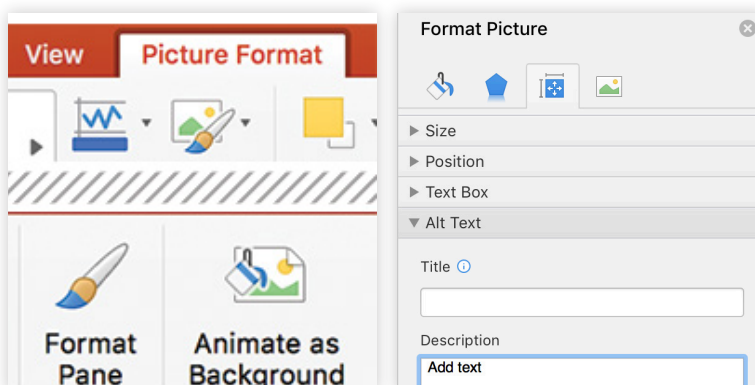 View
Picture Format
Format
Pane
Animate as
Background
Format Picture
Size
Position
Text Box
Alt Text
Title
Description
Add text